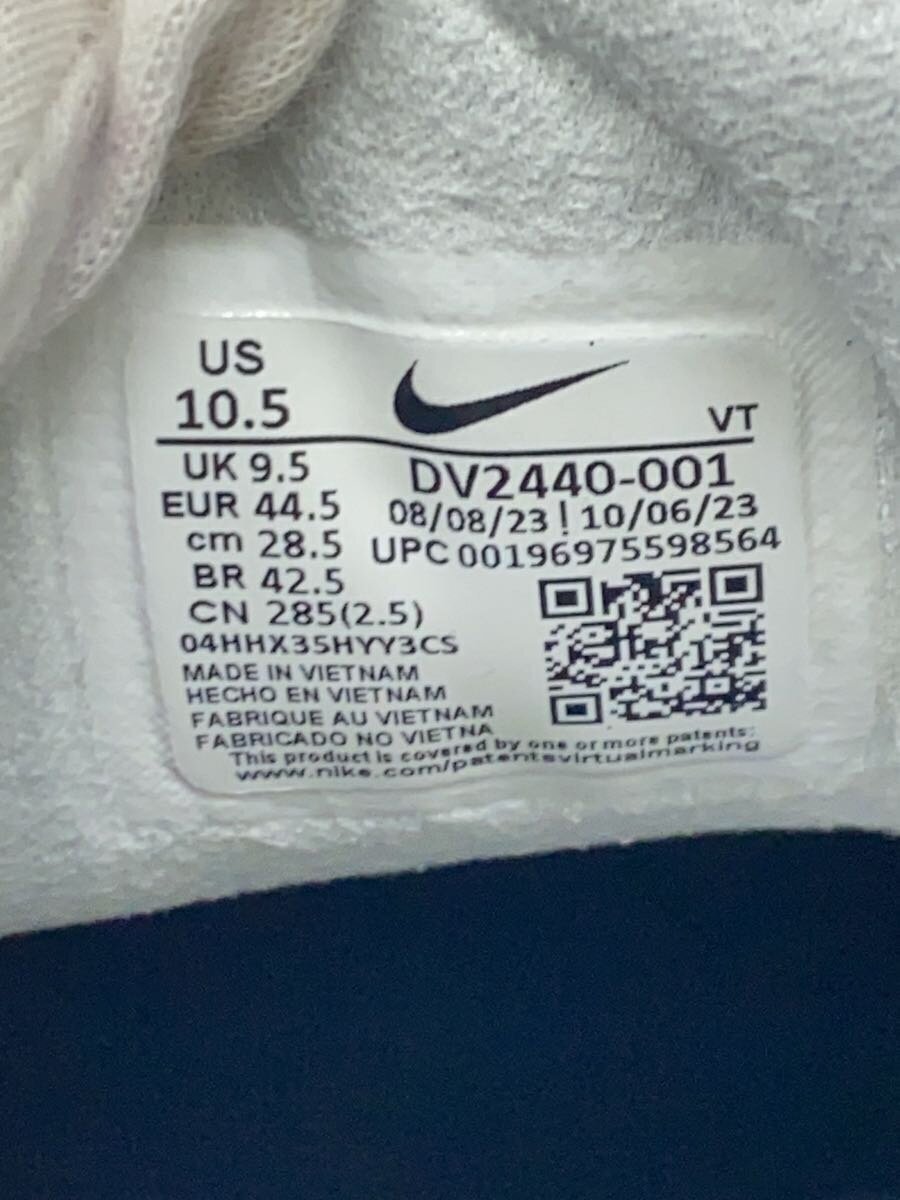 US
10.5
VT
UK 9.5
EUR 44.5
cm 28.5
BR 42.5
CN 285(2.5)
DV2440-001
08/08/23 | 10/06/23
UPC 00196975598564
04HHX35HYY3CS
MADE IN VIETNAM
HECHO EN VIETNAM
FABRIQUE AU VIETNAM
FABRICADO NO VIETNA
This product is covered by one or more patents:
www.nike.com/patentsvirtualmarking